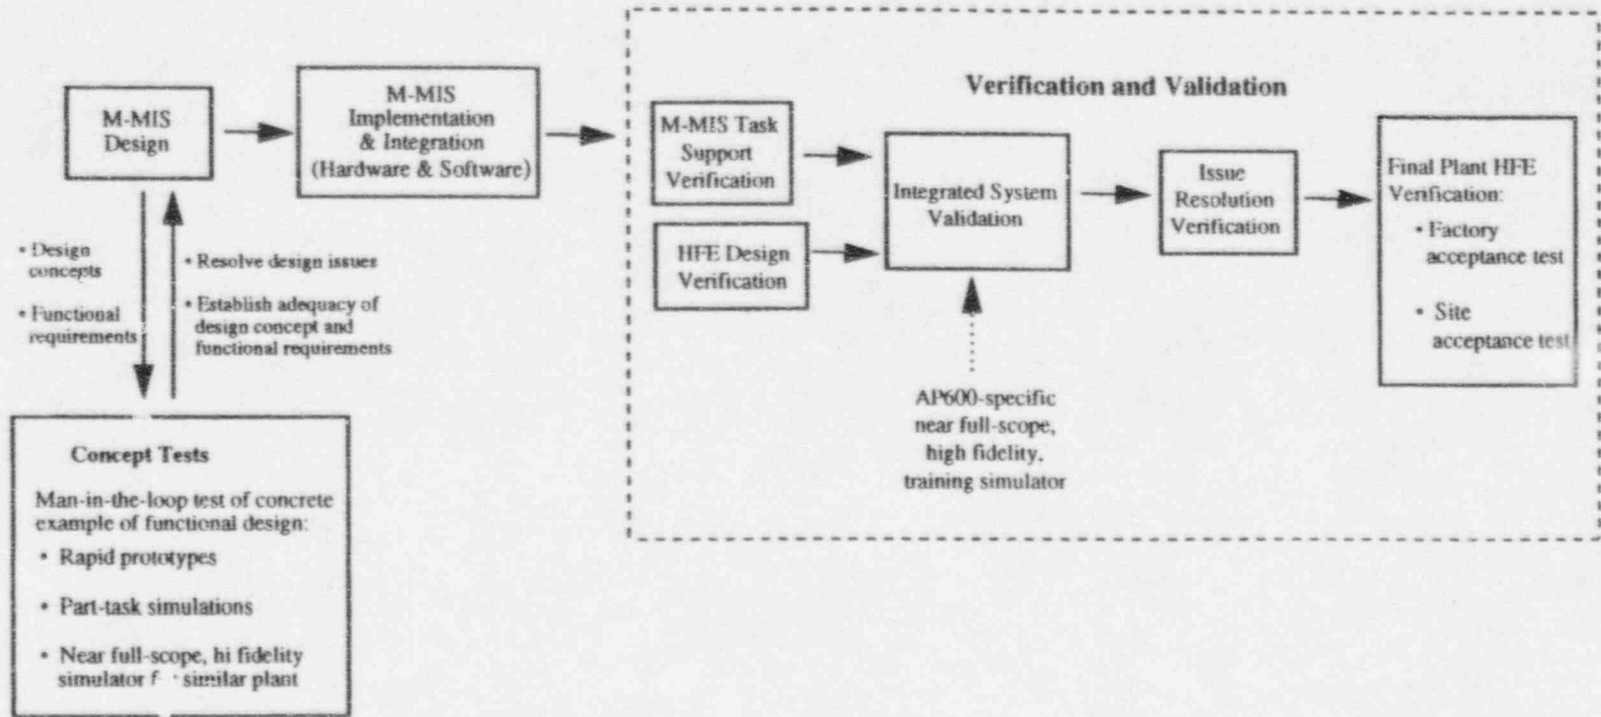 M-MIS
Design
M-MIS
Implementation
& Integration
(Hardware & Software)
• Design
concepts
• Functional
requirements
• Resolve design issues
• Establish adequacy of
design concept and
functional requirements
Concept Tests
Man-in-the-loop test of concrete
example of functional design:
• Rapid prototypes
• Part-task simulations
• Near full-scope, hi fidelity
simulator similar plant
Verification and Validation
M-MIS Task
Support
Verification
HFE Design
Verification
Integrated System
Validation
AP600-specific
near full-scope,
high fidelity,
training simulator
Issue
Resolution
Verification
Final Plant HFE
Verification:
• Factory
acceptance test
• Site
acceptance test